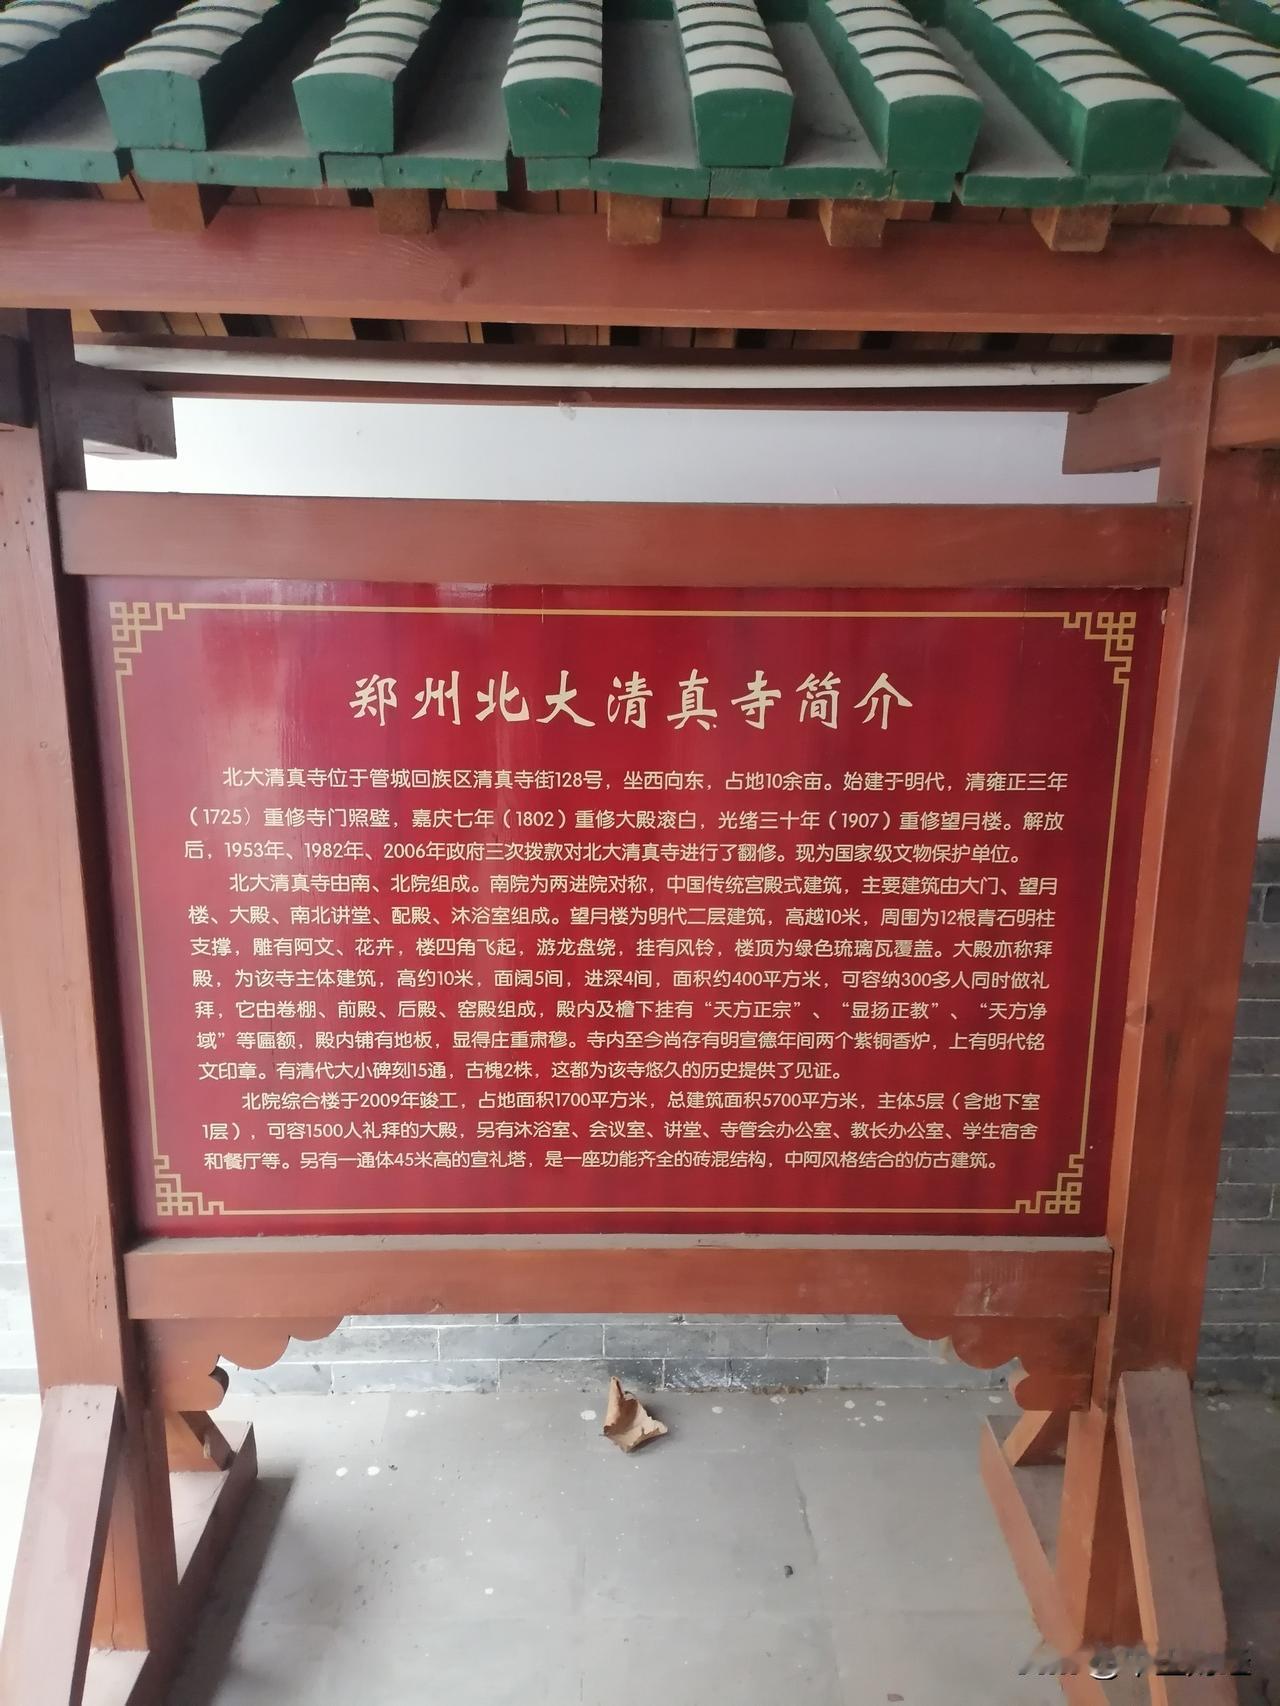 郑州北大清真寺简介
北大清真寺位于管城回族区清真寺街128号，坐西向东，占地10余亩。始建于明代，清雍正三年
（1725）重修寺门照壁，嘉庆七年（1802）重修大殿滚白，光绪三十年（1907）重修望月楼。解放
后，1953年、1982年、2006年政府三次拨款对北大清真寺进行了翻修。现为国家级文物保护单位。
北大清真寺由南、北院组成。南院为两进院对称，中国传统宫殿式建筑，主要建筑由大门、望月
楼、大殿、南北讲堂、配殿、沐浴室组成。望月楼为明代二层建筑，高越10米，周围为12根青石明柱
支撑，雕有阿文、花卉，楼四角飞起，游龙盘绕，挂有风铃，楼顶为绿色琉璃瓦覆盖。大殿亦称拜
殿，为该寺主体建筑，高约10米，面阔5间，进深4间，面积约400平方米，可容纳300多人同时做礼
拜，它由卷棚、前殿、后殿、窑殿组成，殿内及檐下挂有“天方正宗”、“显扬正教”、“天方净
域”等匾额，殿内铺有地板，显得庄重肃穆。寺内至今尚存有明宣德年间两个紫铜香炉，上有明代铭
文印章。有清代大小碑刻15通，古槐2株，这都为该寺悠久的历史提供了见证。
北院综合楼于2009年竣工，占地面积1700平方米，总建筑面积5700平方米，主体5层（含地下室
1层），可容1500人礼拜的大殿，另有沐浴室、会议室、讲堂、寺管会办公室、教长办公室、学生宿舍
和餐厅等。另有一通体45米高的宣礼塔，是一座功能齐全的砖混结构，中阿风格结合的仿古建筑。